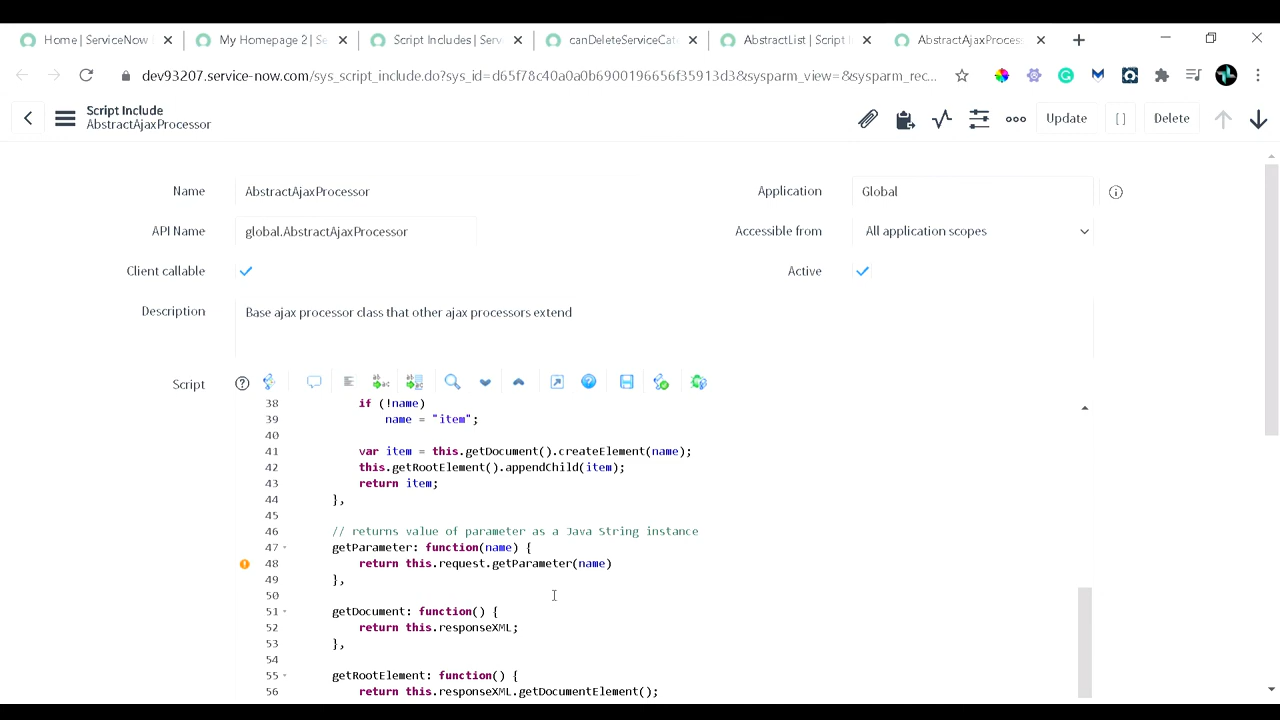 Home | ServiceNow
My Homepage 2 | Se
Script Includes | Serv
canDeleteServiceCat
AbstractList | Script I
AbstractAjaxProcess
dev93207.service-now.com/sys_script_include.do?sys_id=d65f78c40a0a0b6900196656f35913d3&sysparm_view=&sysparm_rec...
Script Include
AbstractAjaxProcessor
Update
[ ]
Delete
Name
AbstractAjaxProcessor
Application
Global
API Name
global.AbstractAjaxProcessor
Accessible from
All application scopes
Client callable
Active
Description
Base ajax processor class that other ajax processors extend
Script
38 if (!name)
39 name = "item";
40
41 var item = this.getDocument().createElement(name);
42 this.getRootElement().appendChild(item);
43 return item;
44 },
45
46 // returns value of parameter as a Java String instance
47 getParameter: function(name) {
48 return this.request.getParameter(name)
49 },
50
51 getDocument: function() {
52 return this.responseXML;
53 },
54
55 getRootElement: function() {
56 return this.responseXML.getDocumentElement();